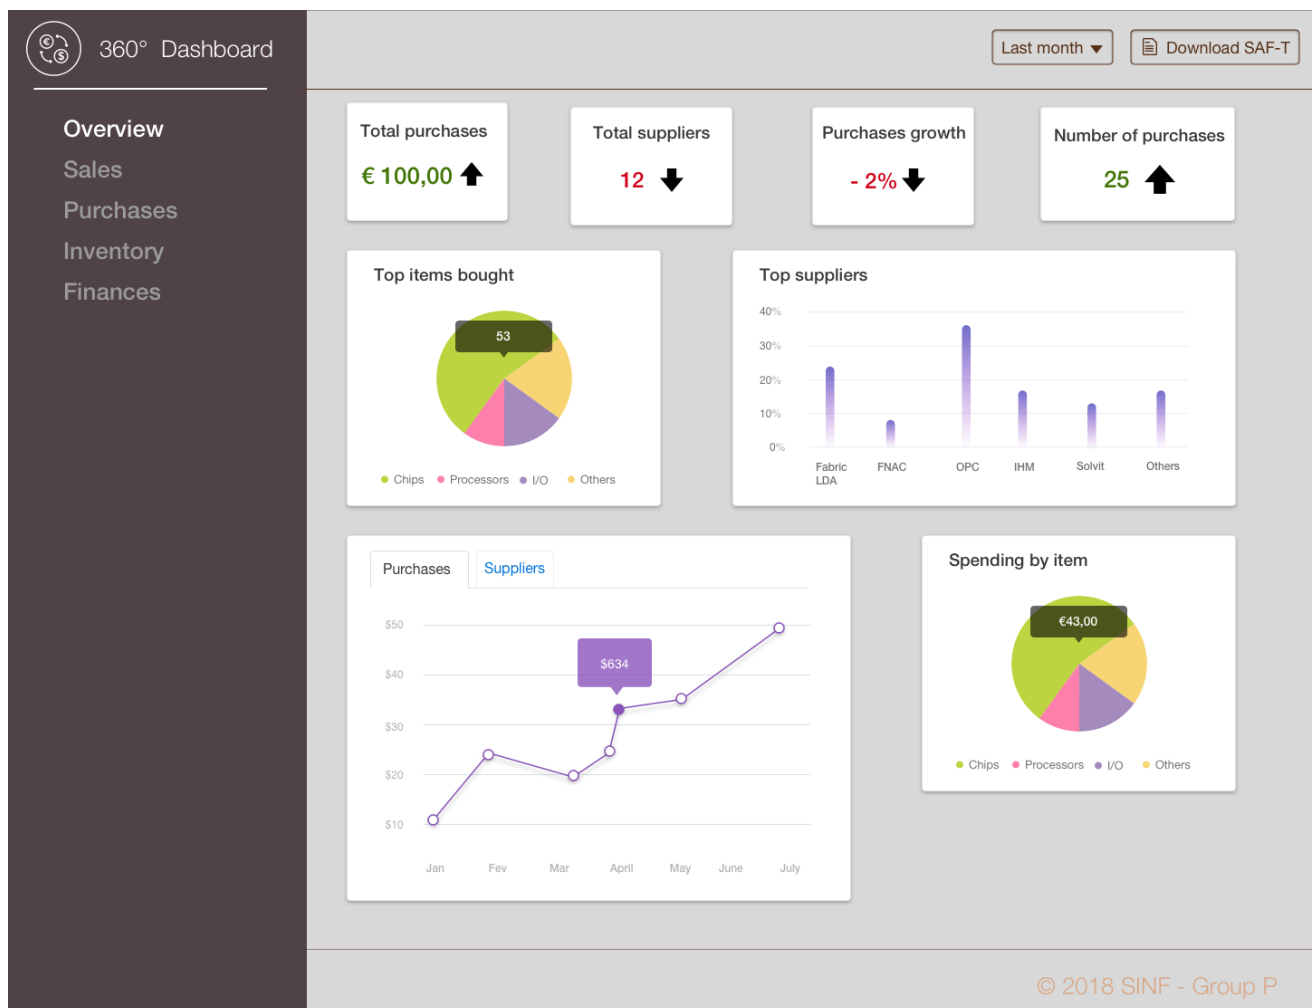 360° Dashboard
Last month
Download SAF-T
Overview
Sales
Purchases
Inventory
Finances
Total purchases
€ 100,00
Total suppliers
12
Purchases growth
- 2%
Number of purchases
25
Top items bought
53
Chips Processors I/O Others
Top suppliers
40%
30%
20%
10%
0%
Fabric LDA FNAC OPC IHM Solvit Others
Purchases Suppliers
$50
$634
$40
$30
$20
$10
Jan Fev Mar April May June July
Spending by item
€43,00
Chips Processors I/O Others
© 2018 SINF - Group P